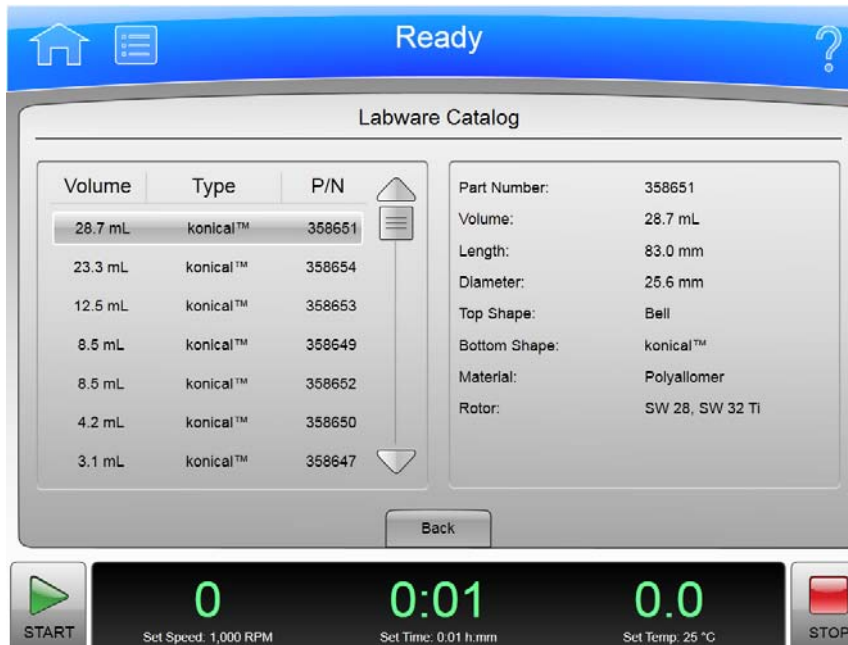 Ready
Labware Catalog
Volume Type P/N
28.7 mL konical™ 358651
23.3 mL konical™ 358654
12.5 mL konical™ 358653
8.5 mL konical™ 358649
8.5 mL konical™ 358652
4.2 mL konical™ 358650
3.1 mL konical™ 358647
Part Number: 358651
Volume: 28.7 mL
Length: 83.0 mm
Diameter: 25.6 mm
Top Shape: Bell
Bottom Shape: konical™
Material: Polyallomer
Rotor: SW 28, SW 32 Ti
Back
START
0 0:01 0.0
Set Speed: 1,000 RPM Set Time: 0:01 h:mm Set Temp: 25 °C
STOP